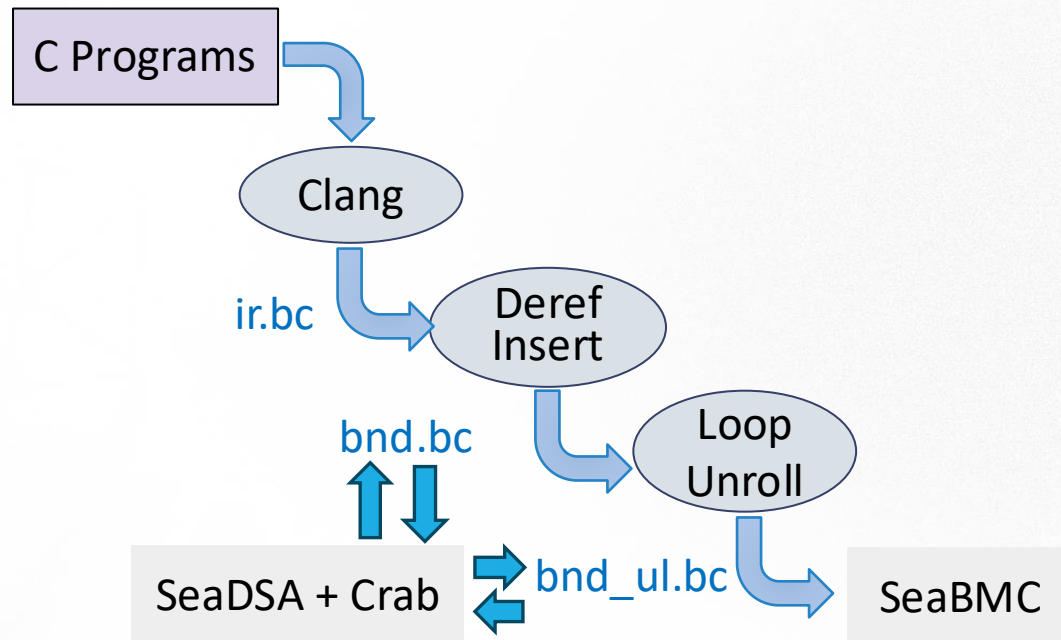 C Programs
Clang
ir.bc
Deref
Insert
bnd.bc
Loop
Unroll
SeaDSA + Crab
bnd_ul.bc
SeaBMC